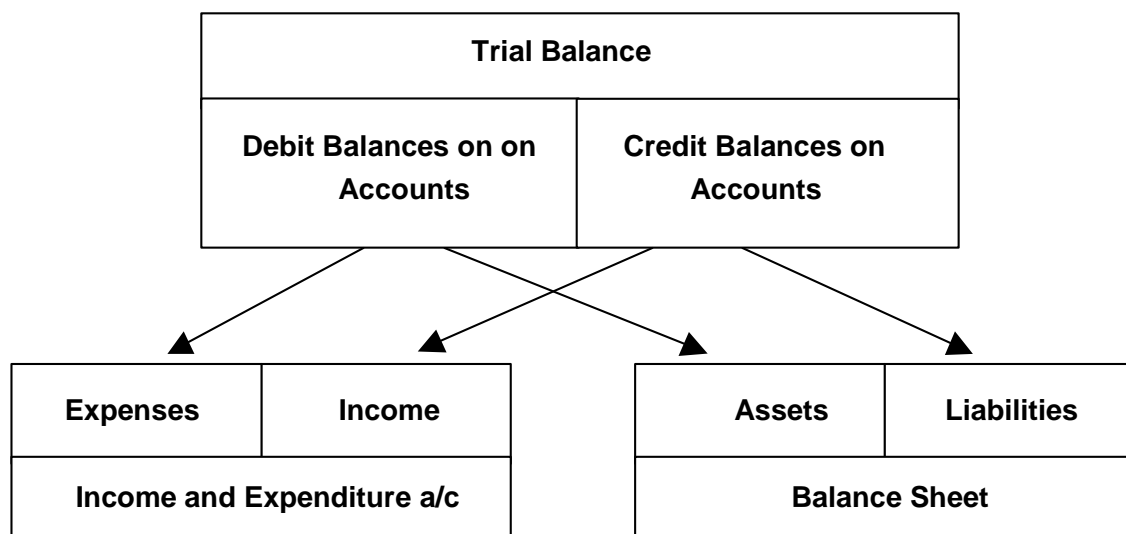 Trial Balance
Debit Balances on on
Accounts
Credit Balances on
Accounts
Expenses
Income
Assets
Liabilities
Income and Expenditure a/c
Balance Sheet